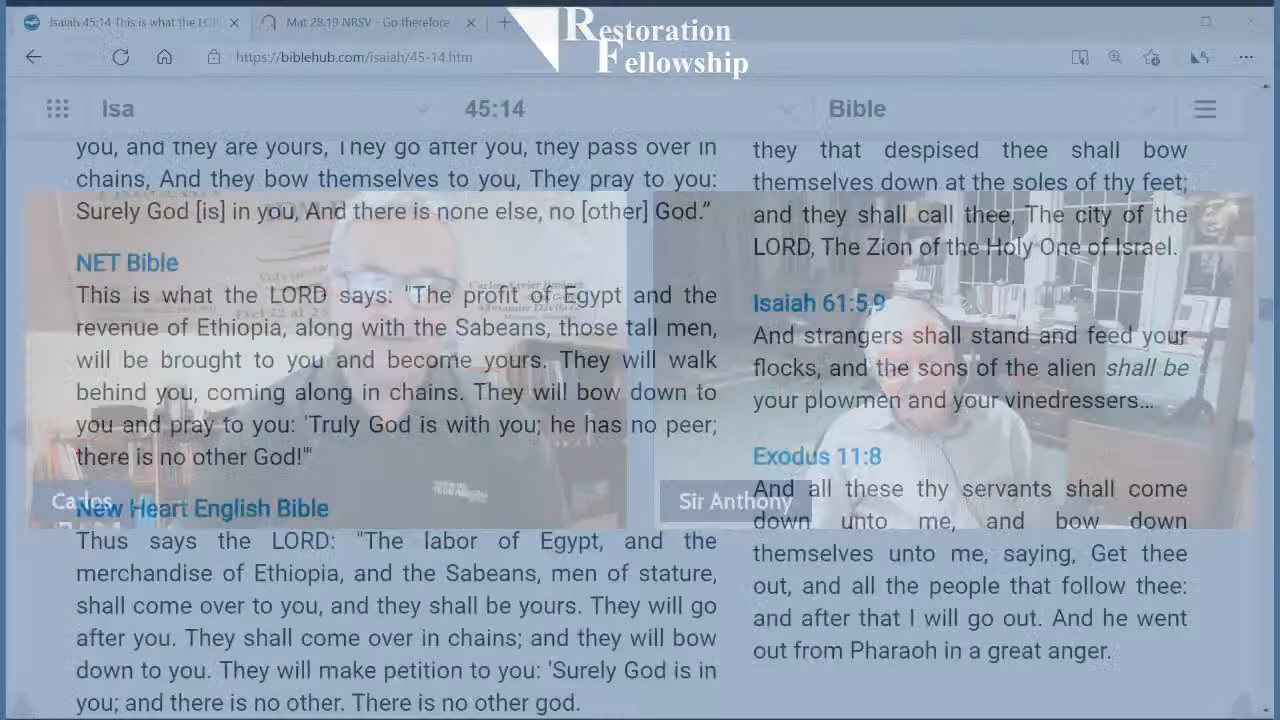 Isaiah 45:14 This is what the LOR
Mat 28.19 NRSV - Go therefore
Restoration
Fellowship
https://biblehub.com/isaiah/45-14.htm
Isa
45:14
Bible
you, and they are yours, They go after you, they pass over in
chains, And they bow themselves to you, They pray to you:
Surely God [is] in you, And there is none else, no [other] God.”
NET Bible
This is what the LORD says: "The profit of Egypt and the
revenue of Ethiopia, along with the Sabeans, those tall men,
will be brought to you and become yours. They will walk
behind you, coming along in chains. They will bow down to
you and pray to you: 'Truly God is with you; he has no peer;
there is no other God!'"
New Heart English Bible
Thus says the LORD: "The labor of Egypt, and the
merchandise of Ethiopia, and the Sabeans, men of stature,
shall come over to you, and they shall be yours. They will go
after you. They shall come over in chains; and they will bow
down to you. They will make petition to you: 'Surely God is in
you; and there is no other. There is no other god.
they that despised thee shall bow
themselves down at the soles of thy feet;
and they shall call thee, The city of the
LORD, The Zion of the Holy One of Israel.
Isaiah 61:5,9
And strangers shall stand and feed your
flocks, and the sons of the alien shall be
your plowmen and your vinedressers…
Exodus 11:8
And all these thy servants shall come
down unto me, and bow down
themselves unto me, saying, Get thee
out, and all the people that follow thee:
and after that I will go out. And he went
out from Pharaoh in a great anger.
Carlos
Sir Anthony